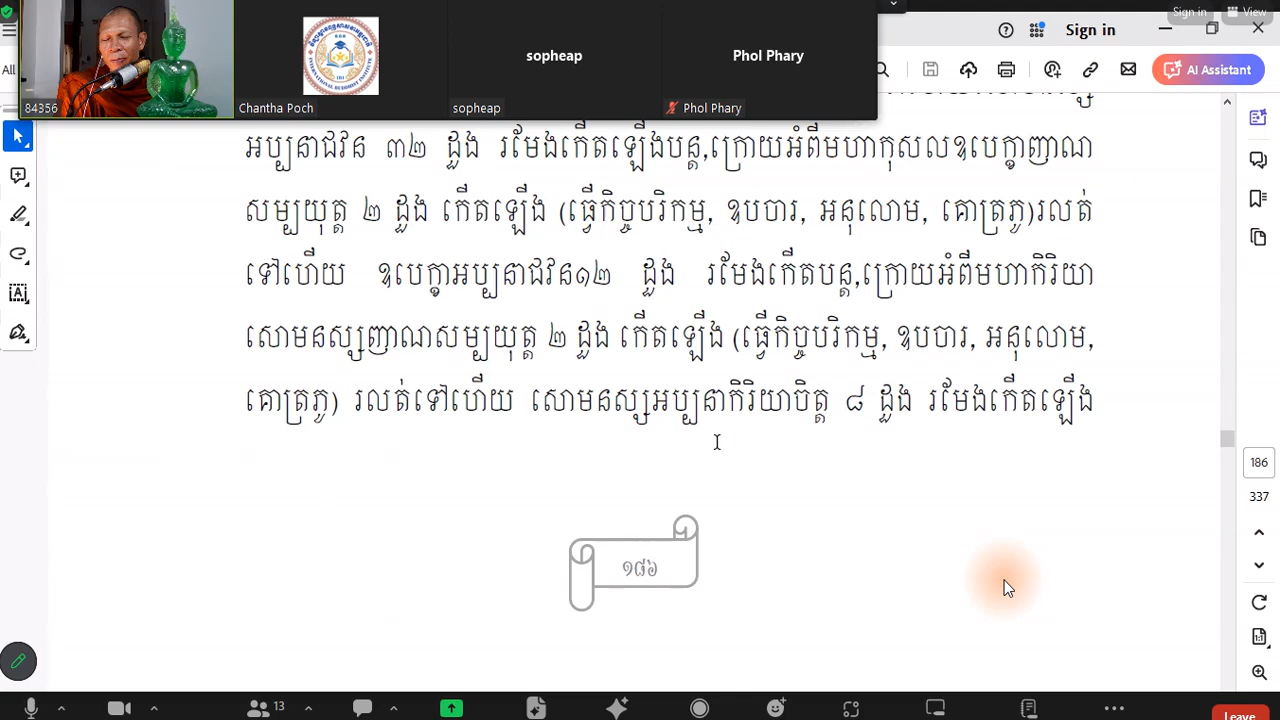 Sign in
View
sopheap
Phol Phary
Sign in
All
84356
Chantha Poch
sopheap
Phol Phary
AI Assistant
អប្បនាជវន ៣២ ដួង រមែងកើតឡើងបន្ត,ក្រោយអំពីមហាកុសលឧបេក្ខាញាណ
សម្បយុត្ត ២ ដួង កើតឡើង (ធ្វើកិច្ចបរិកម្ម, ឧបចារ, អនុលោម, គោត្រភូ)រលត់
ទៅហើយ ឧបេក្ខាអប្បនាជវន១២ ដួង រមែងកើតបន្ត,ក្រោយអំពីមហាកិរិយា
សោមនស្សញាណសម្បយុត្ត ២ ដួង កើតឡើង (ធ្វើកិច្ចបរិកម្ម, ឧបចារ, អនុលោម,
គោត្រភូ) រលត់ទៅហើយ សោមនស្សអប្បនាកិរិយាចិត្ត ៨ ដួង រមែងកើតឡើង
១៨៦
186
337
13
Leave